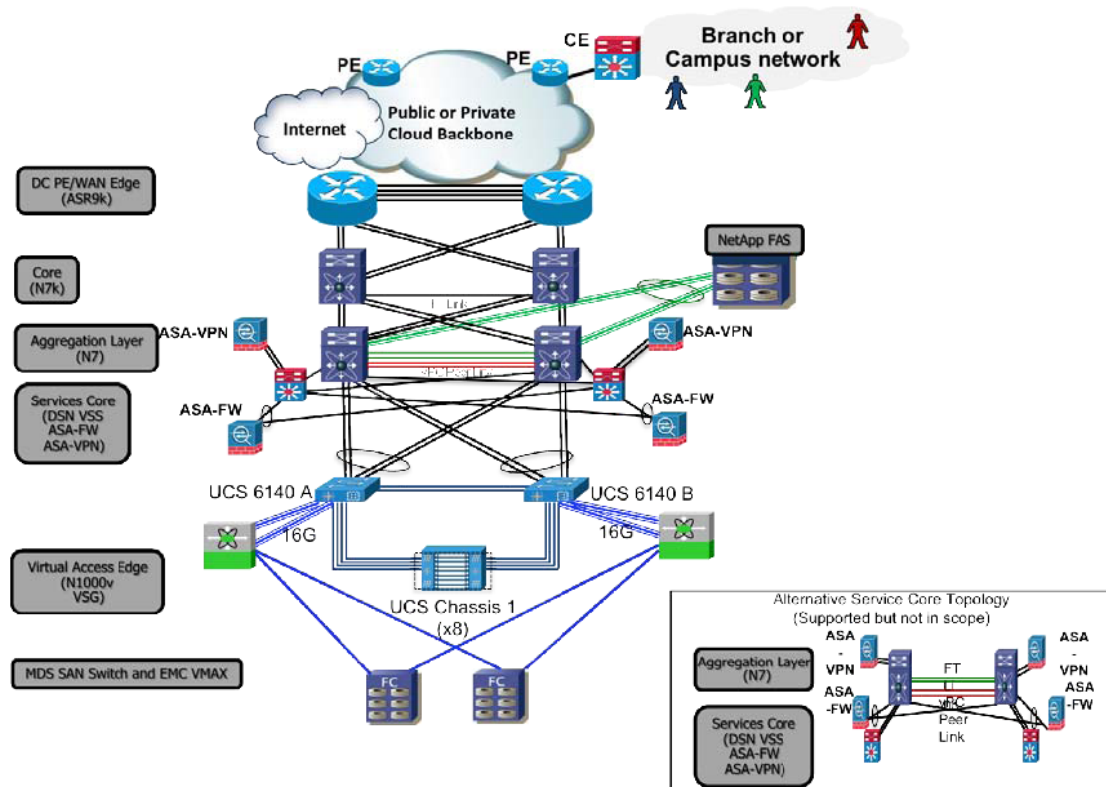 PE
PE
CE
Branch or
Campus network
Internet
Public or Private
Cloud Backbone
DC PE/WAN Edge
(ASR9k)
Core
(N7k)
NetApp FAS
Link
Aggregation Layer
(N7)
ASA-VPN
ASA-VPN
vPC Peer Link
Services Core
(DSN VSS
ASA-FW
ASA-VPN)
ASA-FW
ASA-FW
UCS 6140 A
UCS 6140 B
16G
16G
Virtual Access Edge
(N1000v
VSG)
UCS Chassis 1
(x8)
MDS SAN Switch and EMC VMAX
FC
FC
Alternative Service Core Topology
(Supported but not in scope)
Aggregation Layer
(N7)
Services Core
(DSN VSS
ASA-FW
ASA-VPN)
ASA
-
VPN
ASA
-FW
FT
vPC
Peer
Link
ASA
-
VPN
ASA
-FW